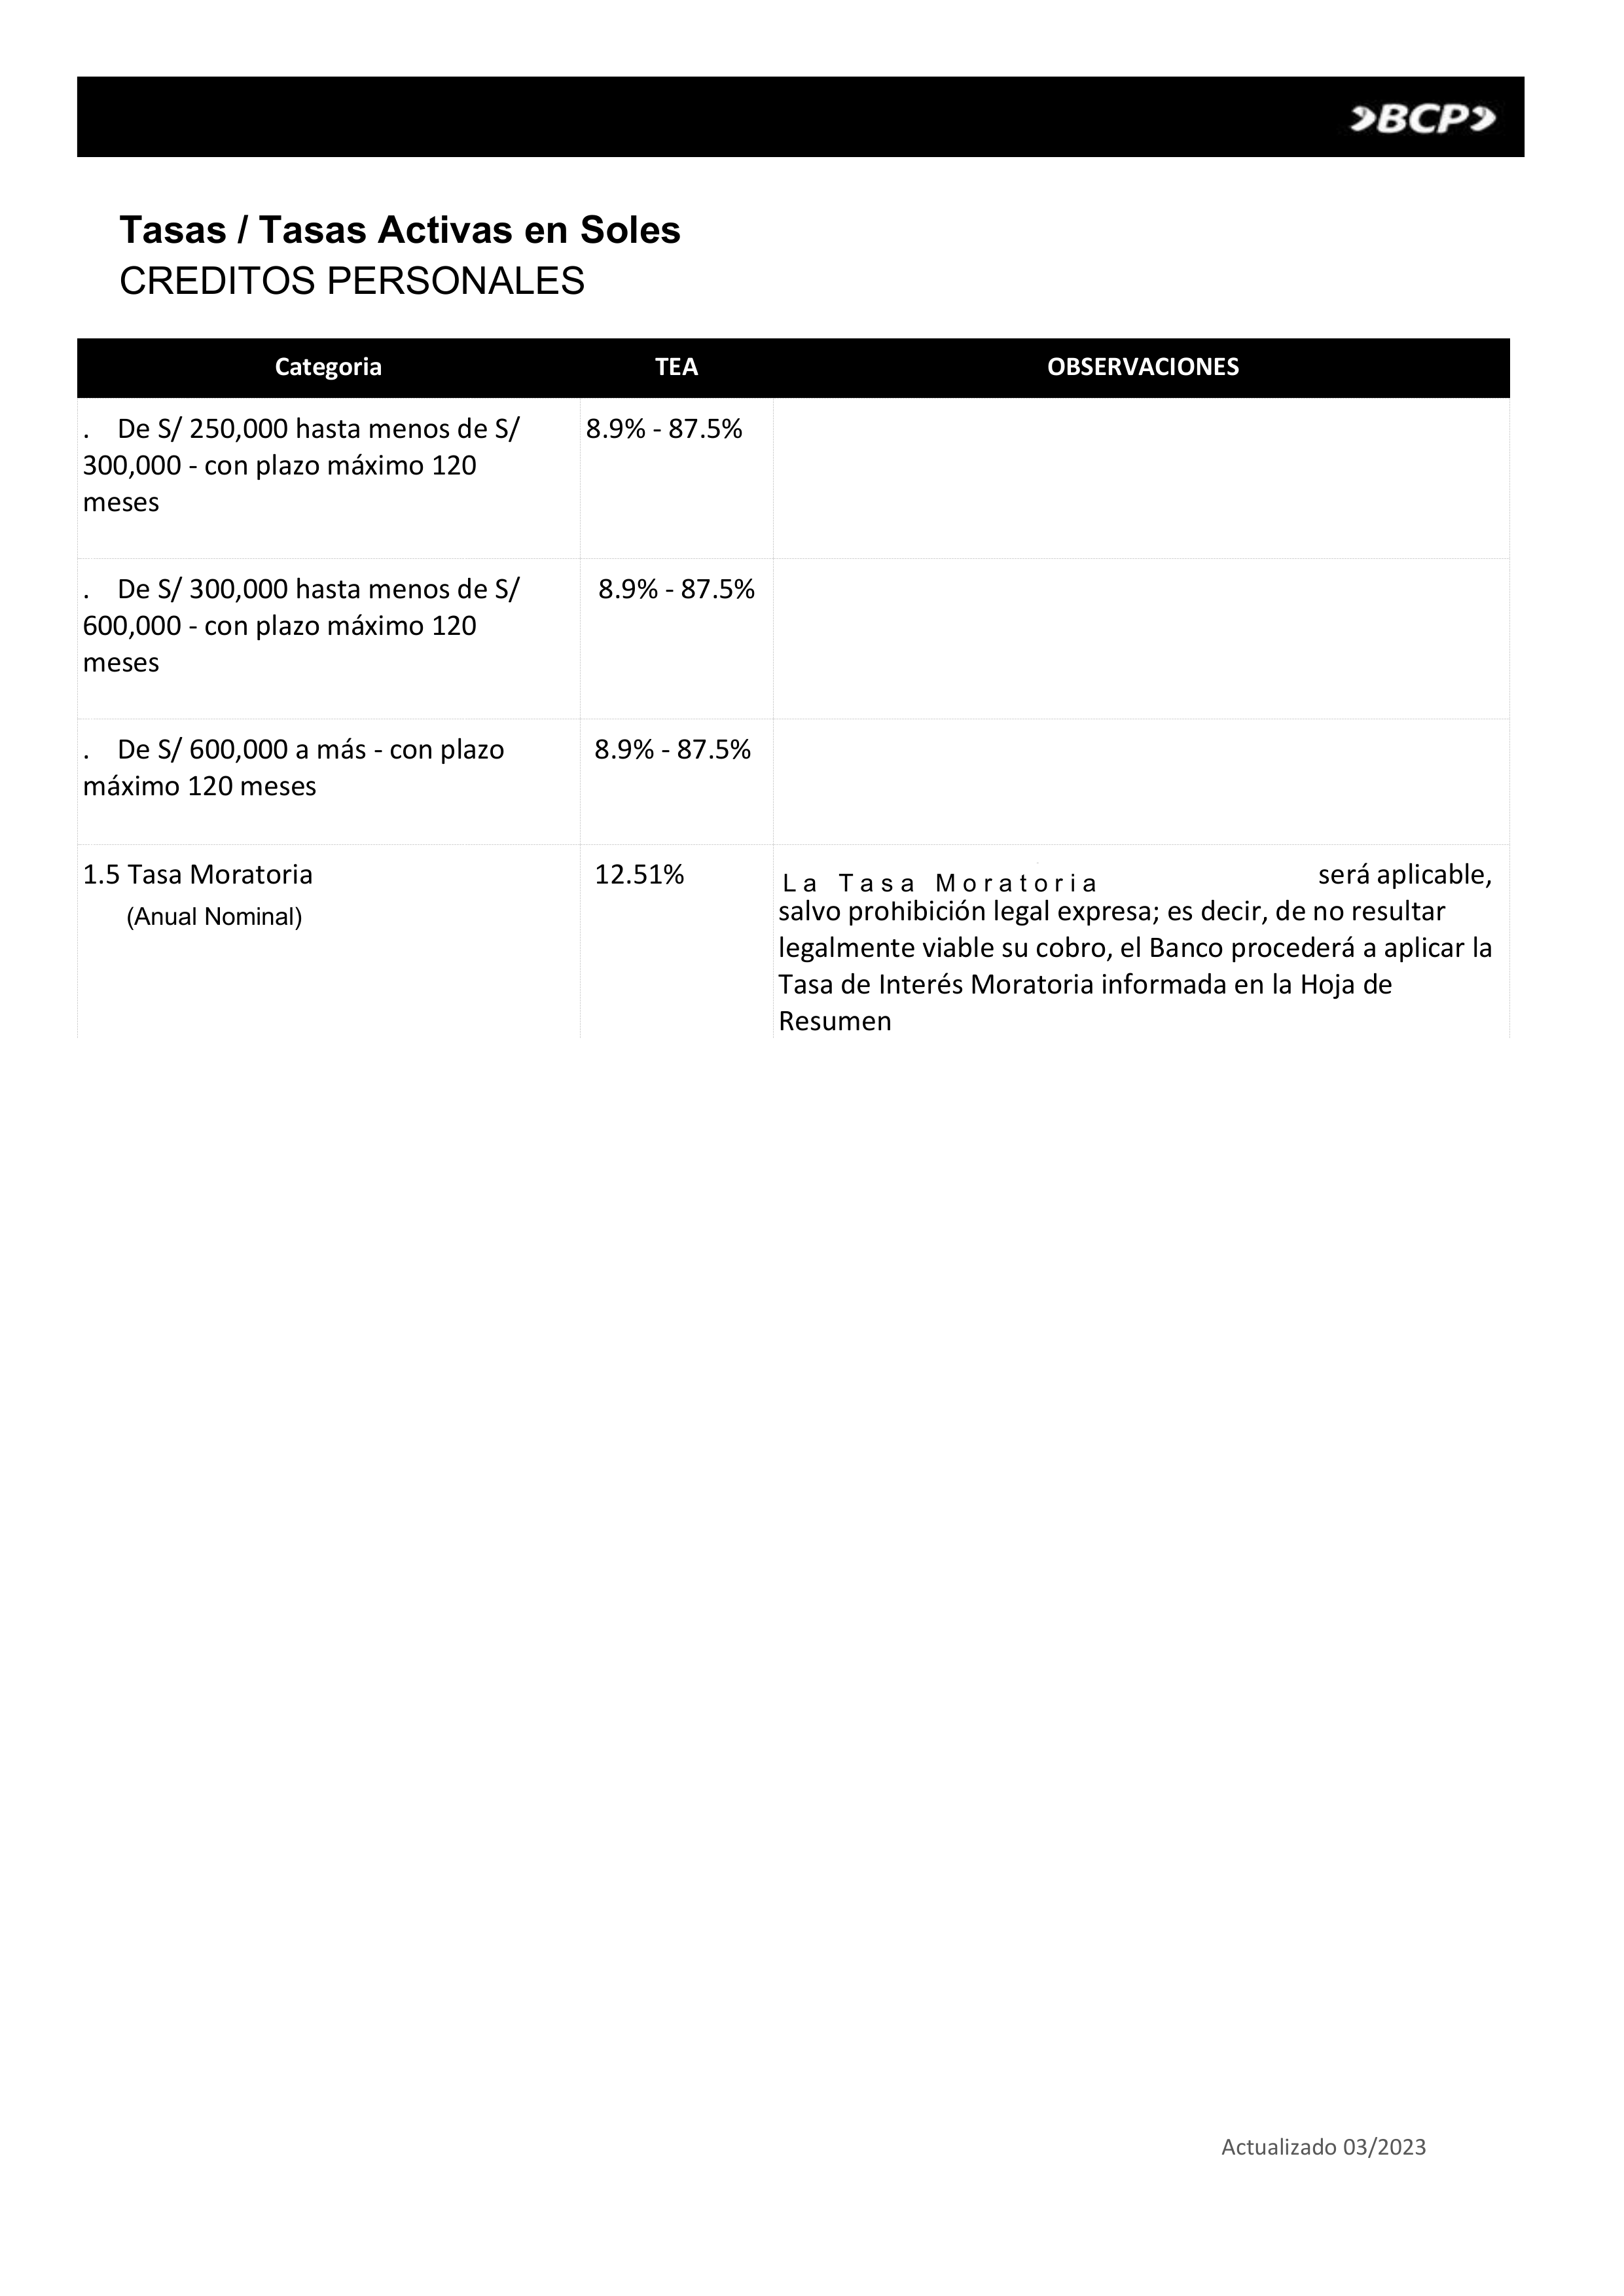 BCP
Tasas / Tasas Activas en Soles
CREDITOS PERSONALES
Categoria TEA OBSERVACIONES
. De S/ 250,000 hasta menos de S/ 8.9% - 87.5%
300,000 - con plazo máximo 120
meses
. De S/ 300,000 hasta menos de S/ 8.9% - 87.5%
600,000 - con plazo máximo 120
meses
. De S/ 600,000 a más - con plazo 8.9% - 87.5%
máximo 120 meses
1.5 Tasa Moratoria 12.51%
(Anual Nominal)
La Tasa Moratoria será aplicable,
salvo prohibición legal expresa; es decir, de no resultar
legalmente viable su cobro, el Banco procederá a aplicar la
Tasa de Interés Moratoria informada en la Hoja de
Resumen
Actualizado 03/2023